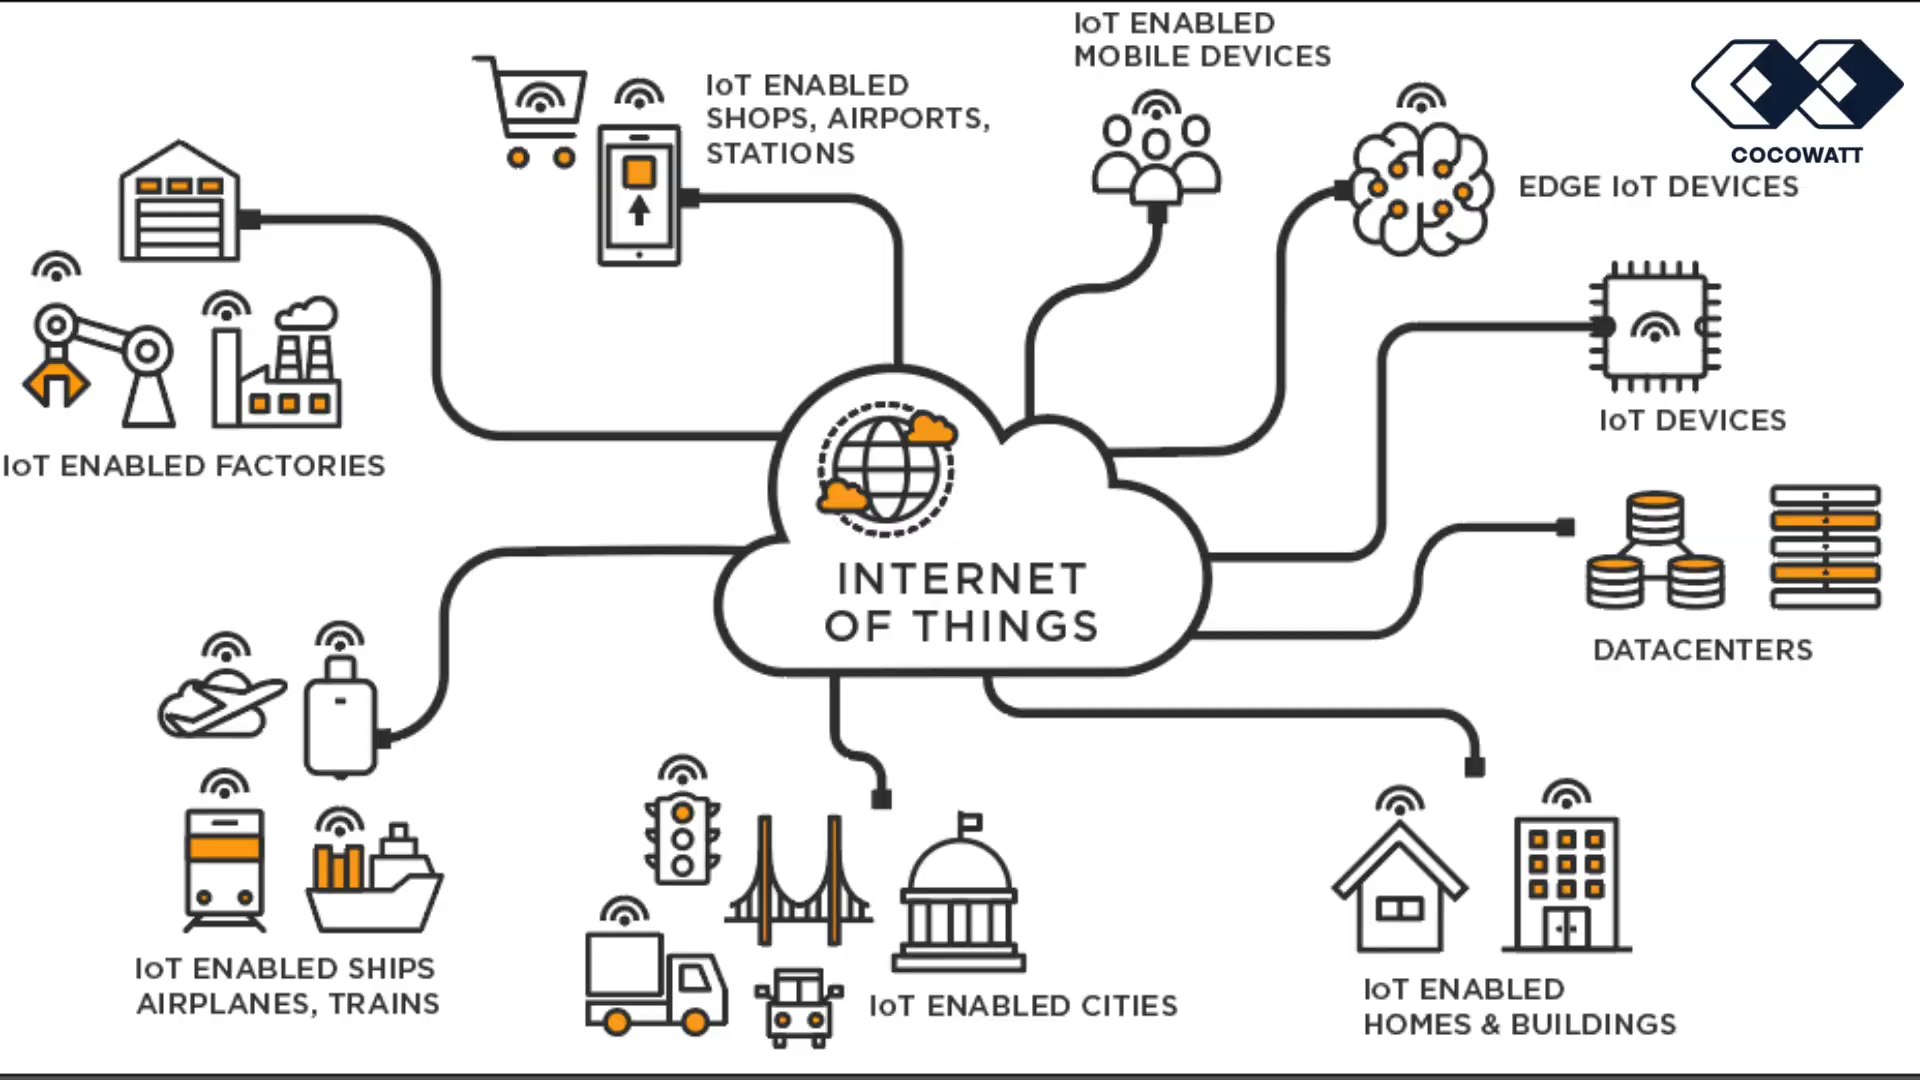 IoT ENABLED
MOBILE DEVICES
IoT ENABLED
SHOPS, AIRPORTS,
STATIONS
COCOWATT
EDGE IoT DEVICES
IoT DEVICES
IoT ENABLED FACTORIES
INTERNET
OF THINGS
DATACENTERS
IoT ENABLED SHIPS
AIRPLANES, TRAINS
IoT ENABLED CITIES
IoT ENABLED
HOMES & BUILDINGS